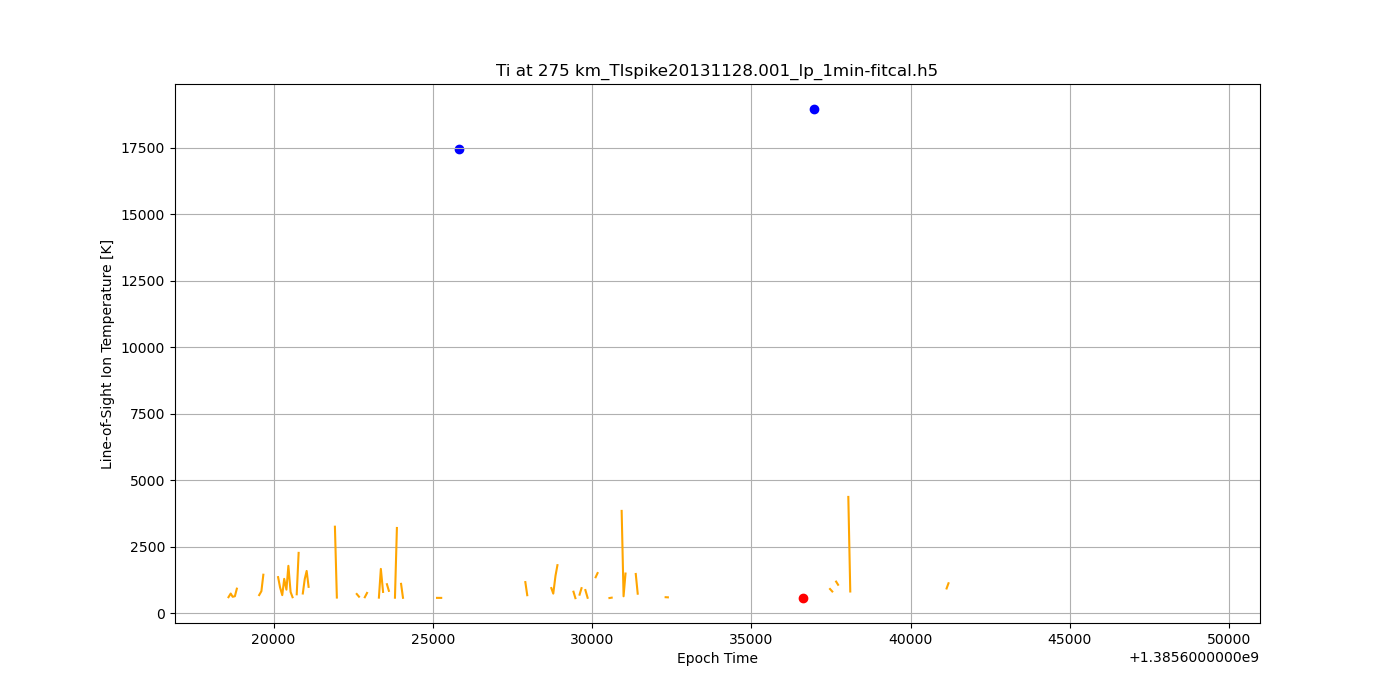 Ti at 275 km_TIspike20131128.001_lp_1min-fitcal.h5
Line-of-Sight Ion Temperature [K]
17500
15000
12500
10000
7500
5000
2500
0
20000 25000 30000 35000 40000 45000 50000
Epoch Time
+1.3856000000e9